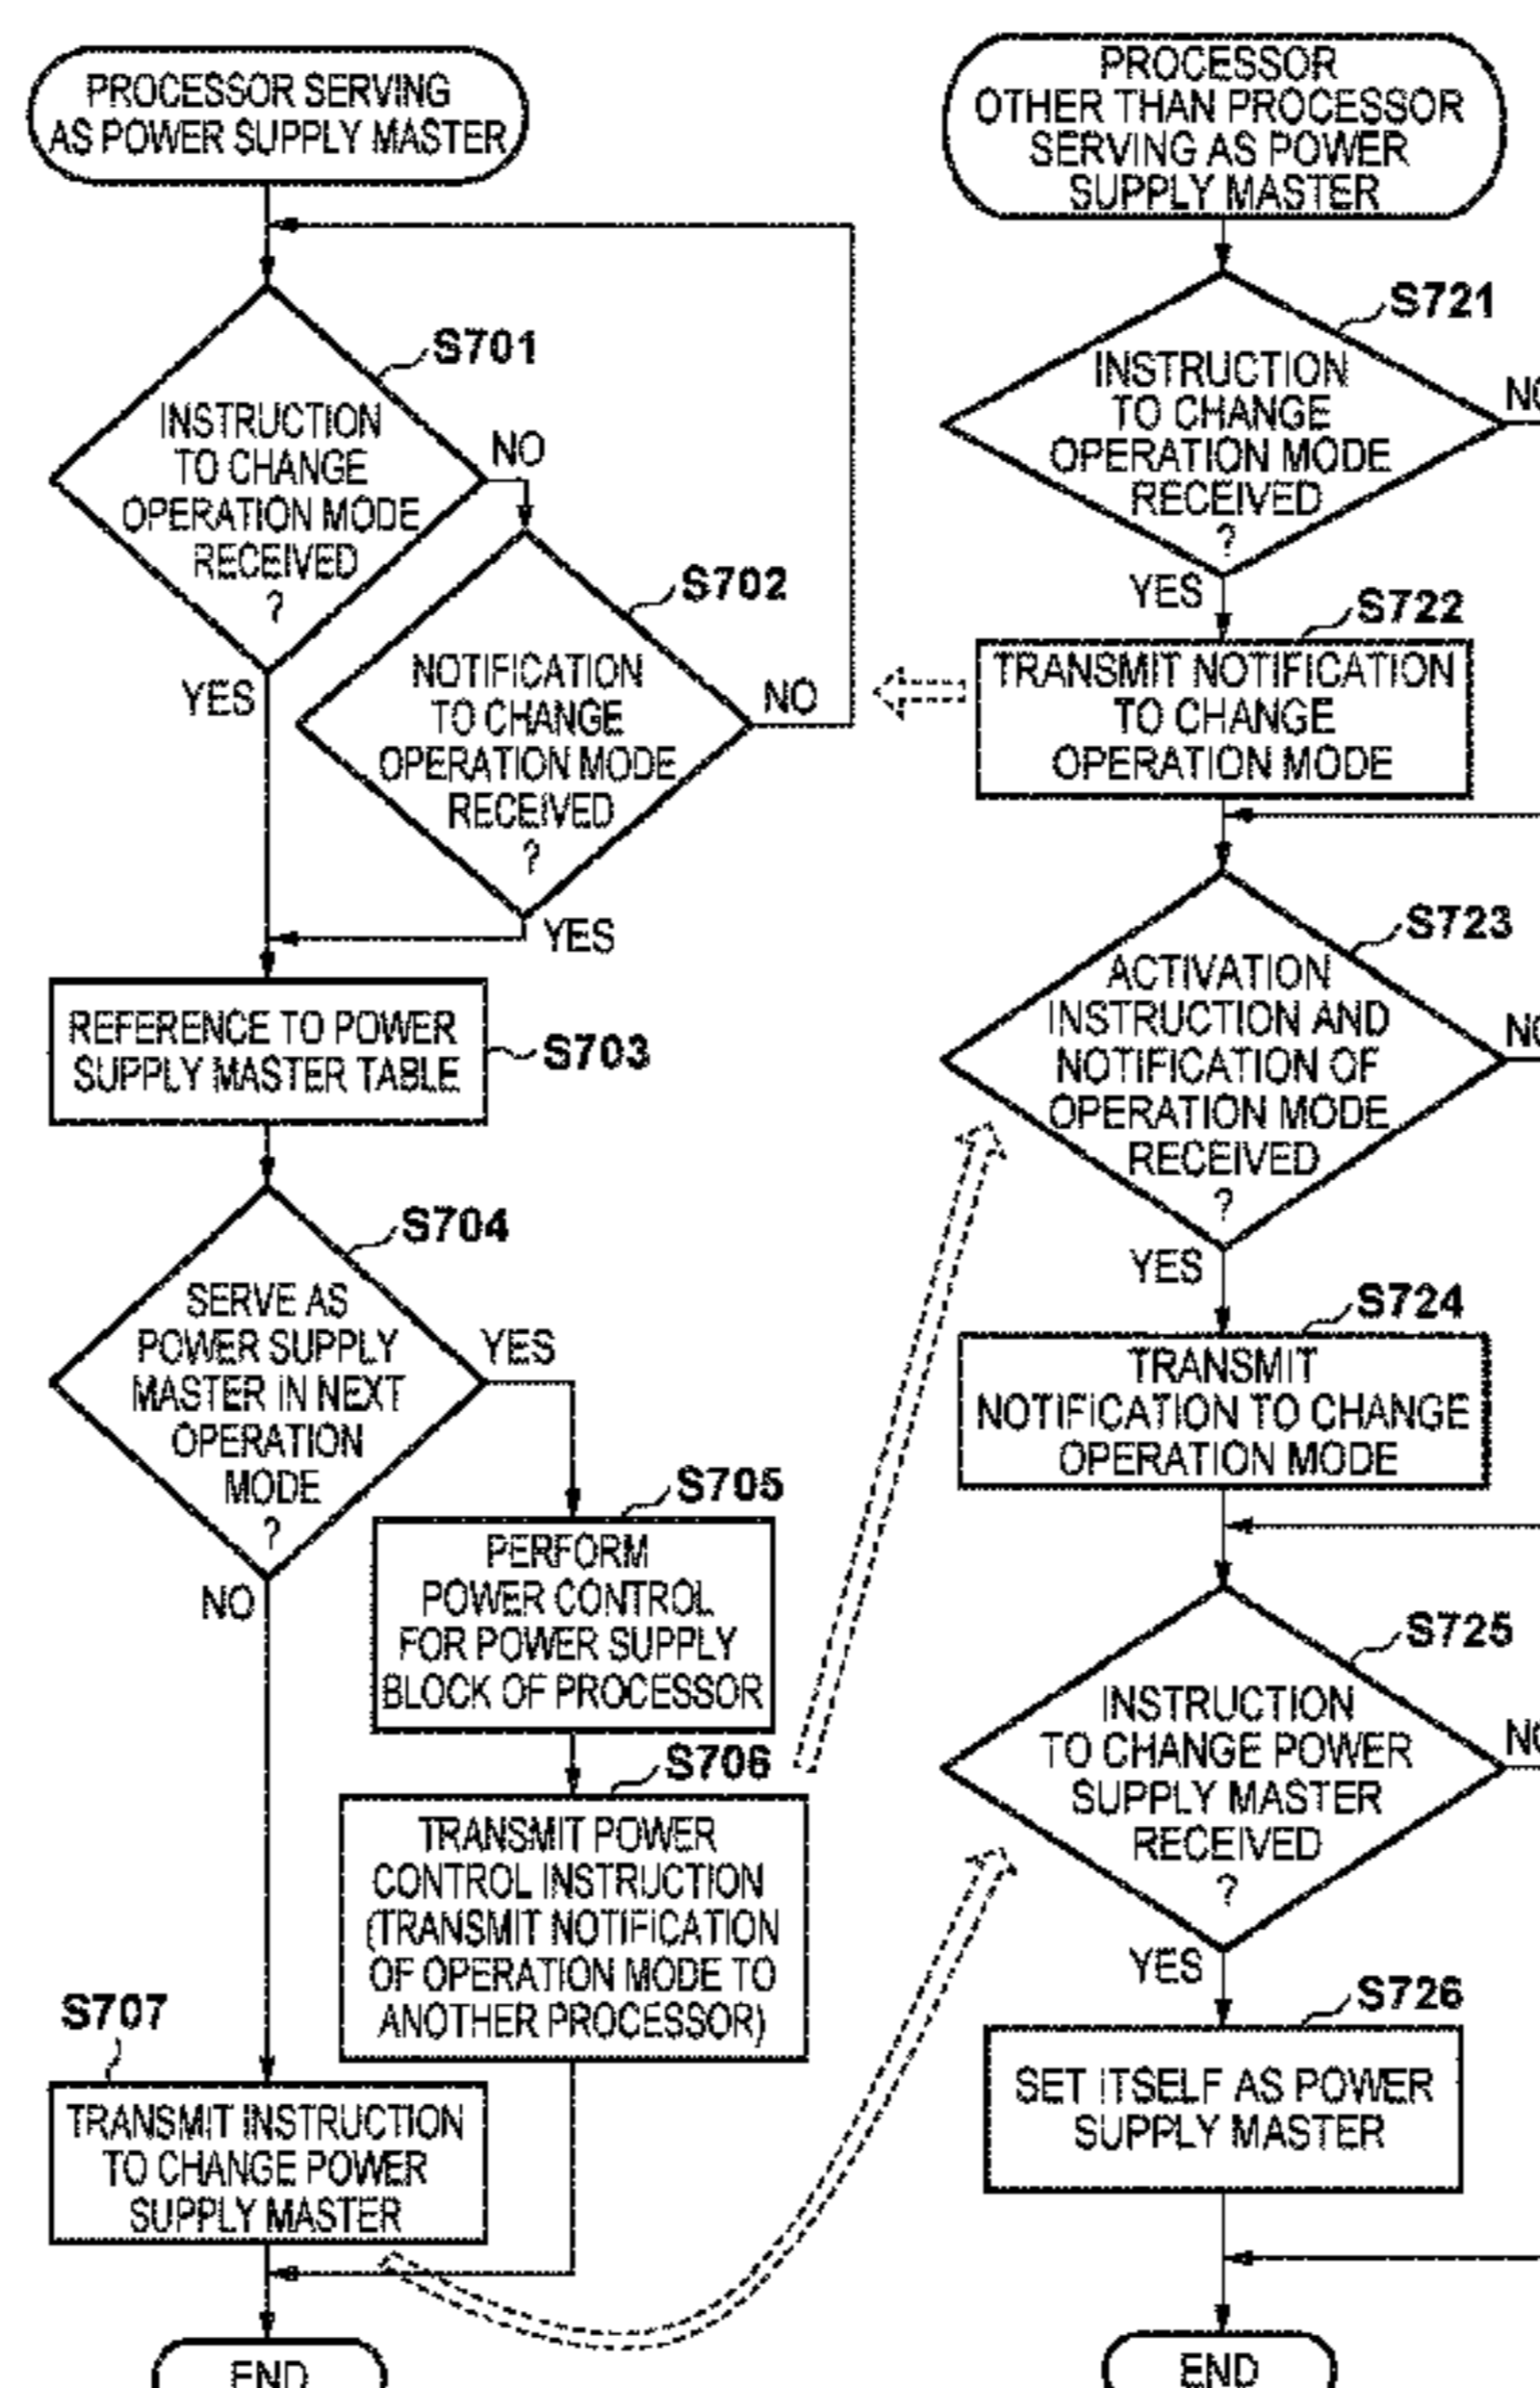 PROCESSOR SERVING
AS POWER SUPPLY MASTER
S701
INSTRUCTION
TO CHANGE
OPERATION MODE
RECEIVED
?
NO
YES
S702
NOTIFICATION
TO CHANGE
OPERATION MODE
RECEIVED
?
NO
YES
REFERENCE TO POWER
SUPPLY MASTER TABLE
S703
S704
SERVE AS
POWER SUPPLY
MASTER IN NEXT
OPERATION
MODE
?
YES
NO
S705
PERFORM
POWER CONTROL
FOR POWER SUPPLY
BLOCK OF PROCESSOR
S706
TRANSMIT POWER
CONTROL INSTRUCTION
(TRANSMIT NOTIFICATION
OF OPERATION MODE TO
ANOTHER PROCESSOR)
S707
TRANSMIT INSTRUCTION
TO CHANGE POWER
SUPPLY MASTER
END
PROCESSOR
OTHER THAN PROCESSOR
SERVING AS POWER
SUPPLY MASTER
S721
INSTRUCTION
TO CHANGE
OPERATION MODE
RECEIVED
?
NO
YES
S722
TRANSMIT NOTIFICATION
TO CHANGE
OPERATION MODE
S723
ACTIVATION
INSTRUCTION AND
NOTIFICATION OF
OPERATION MODE
RECEIVED
?
NO
YES
S724
TRANSMIT
NOTIFICATION TO CHANGE
OPERATION MODE
S725
INSTRUCTION
TO CHANGE POWER
SUPPLY MASTER
RECEIVED
?
NO
YES
S726
SET ITSELF AS POWER
SUPPLY MASTER
END